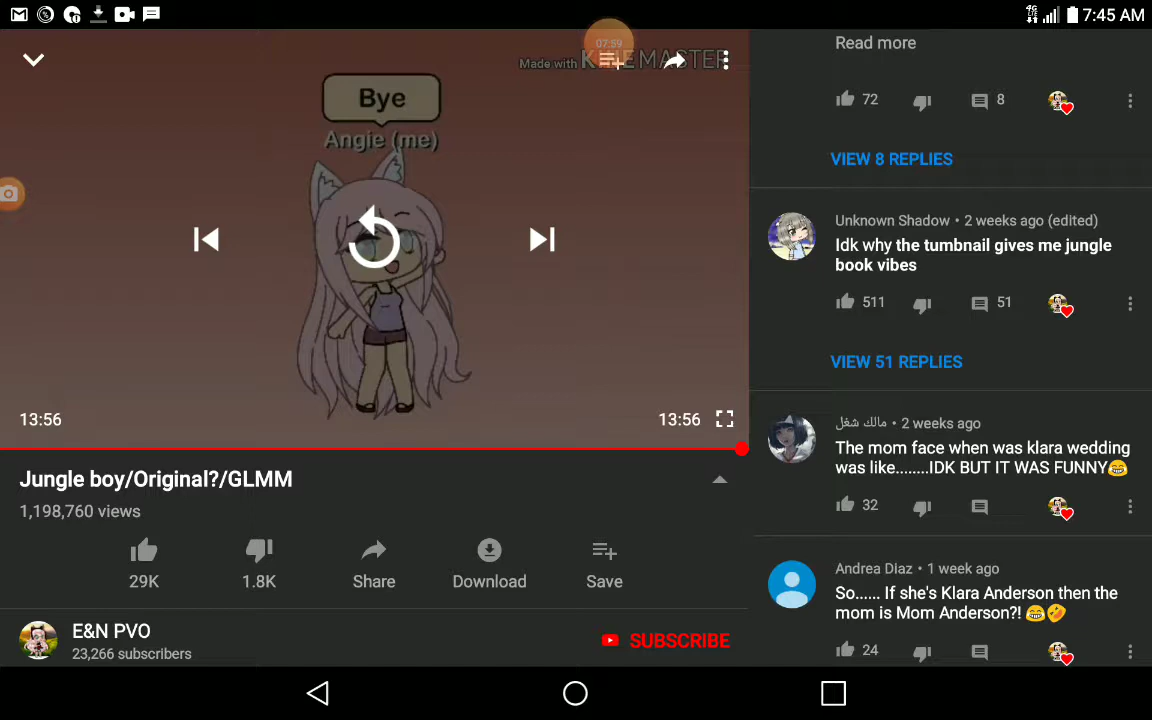 4G LTE 7:45 AM
07:59
Made with KINEMASTER
Bye
Angie (me)
13:56
13:56
Jungle boy/Original?/GLMM
1,198,760 views
29K
1.8K
Share
Download
Save
E&N PVO
23,266 subscribers
SUBSCRIBE
Read more
72
8
VIEW 8 REPLIES
Unknown Shadow • 2 weeks ago (edited)
Idk why the tumbnail gives me jungle
book vibes
511
51
VIEW 51 REPLIES
مالك شغل • 2 weeks ago
The mom face when was klara wedding
was like........IDK BUT IT WAS FUNNY😂
32
Andrea Diaz • 1 week ago
So...... If she's Klara Anderson then the
mom is Mom Anderson?! 😂🤣
24